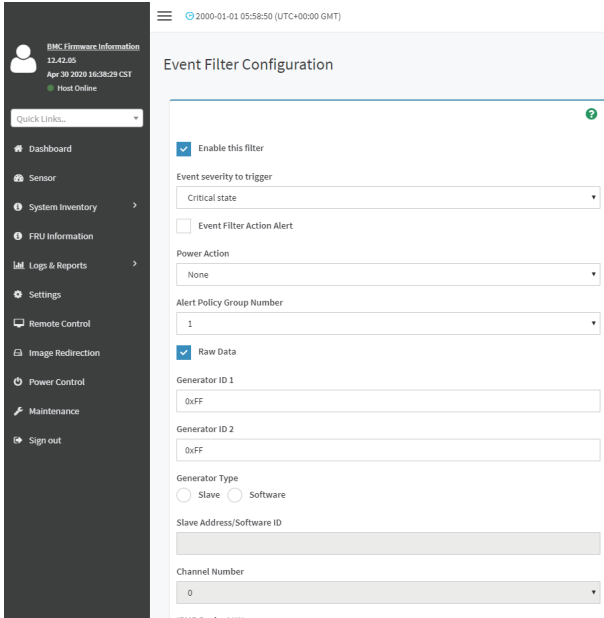 2000-01-01 05:58:50 (UTC+00:00 GMT)
BMC Firmware Information
12.42.05
Apr 30 2020 16:38:29 CST
Host Online
Quick Links..
Dashboard
Sensor
System Inventory
FRU Information
Logs & Reports
Settings
Remote Control
Image Redirection
Power Control
Maintenance
Sign out
Event Filter Configuration
Enable this filter
Event severity to trigger
Critical state
Event Filter Action Alert
Power Action
None
Alert Policy Group Number
1
Raw Data
Generator ID 1
0xFF
Generator ID 2
0xFF
Generator Type
Slave Software
Slave Address/Software ID
Channel Number
0